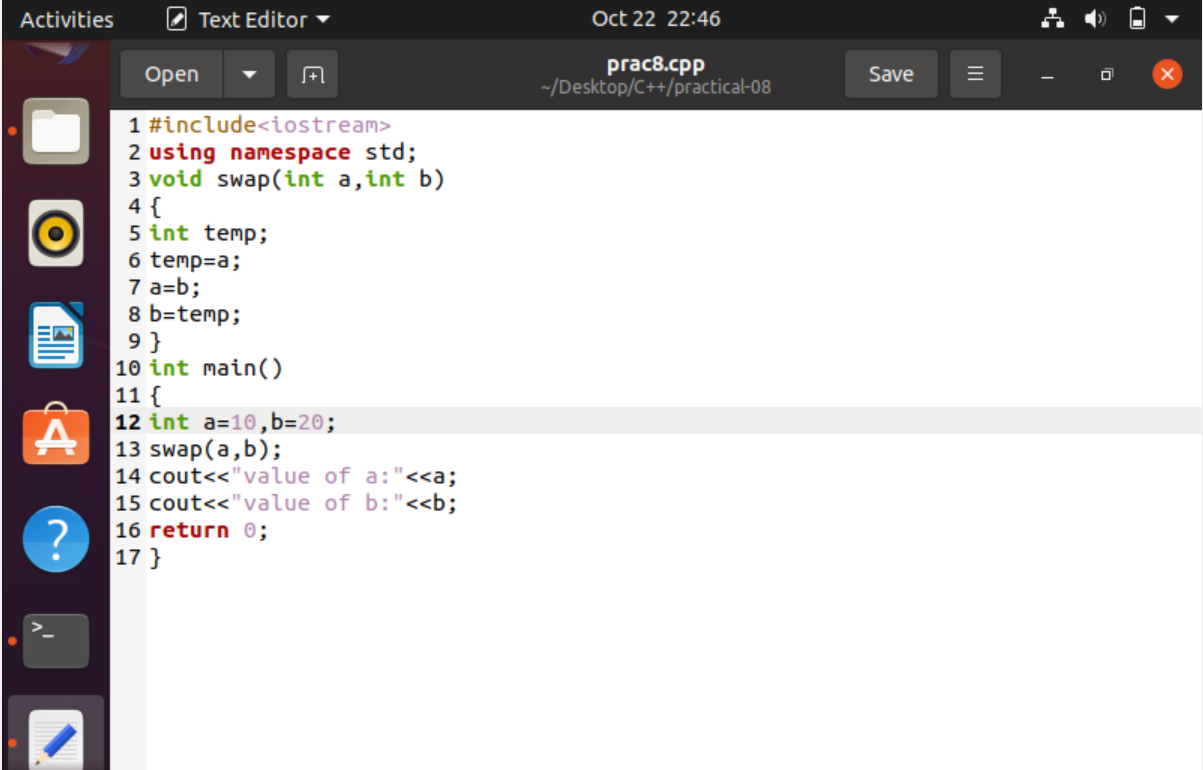 Activities Text Editor Oct 22 22:46
Open prac8.cpp Save
~/Desktop/C++/practical-08
1 #include<iostream>
2 using namespace std;
3 void swap(int a,int b)
4 {
5 int temp;
6 temp=a;
7 a=b;
8 b=temp;
9 }
10 int main()
11 {
12 int a=10,b=20;
13 swap(a,b);
14 cout<<"value of a:"<<a;
15 cout<<"value of b:"<<b;
16 return 0;
17 }